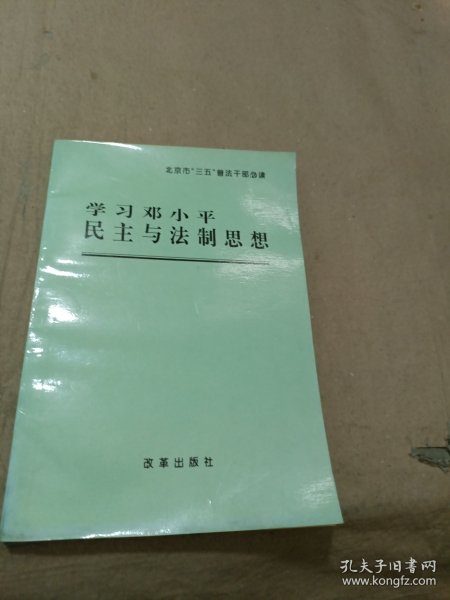 北京市“三五”普法干部必读
学习邓小平
民主与法制思想
改革出版社
孔夫子旧书网
www.kongfz.com